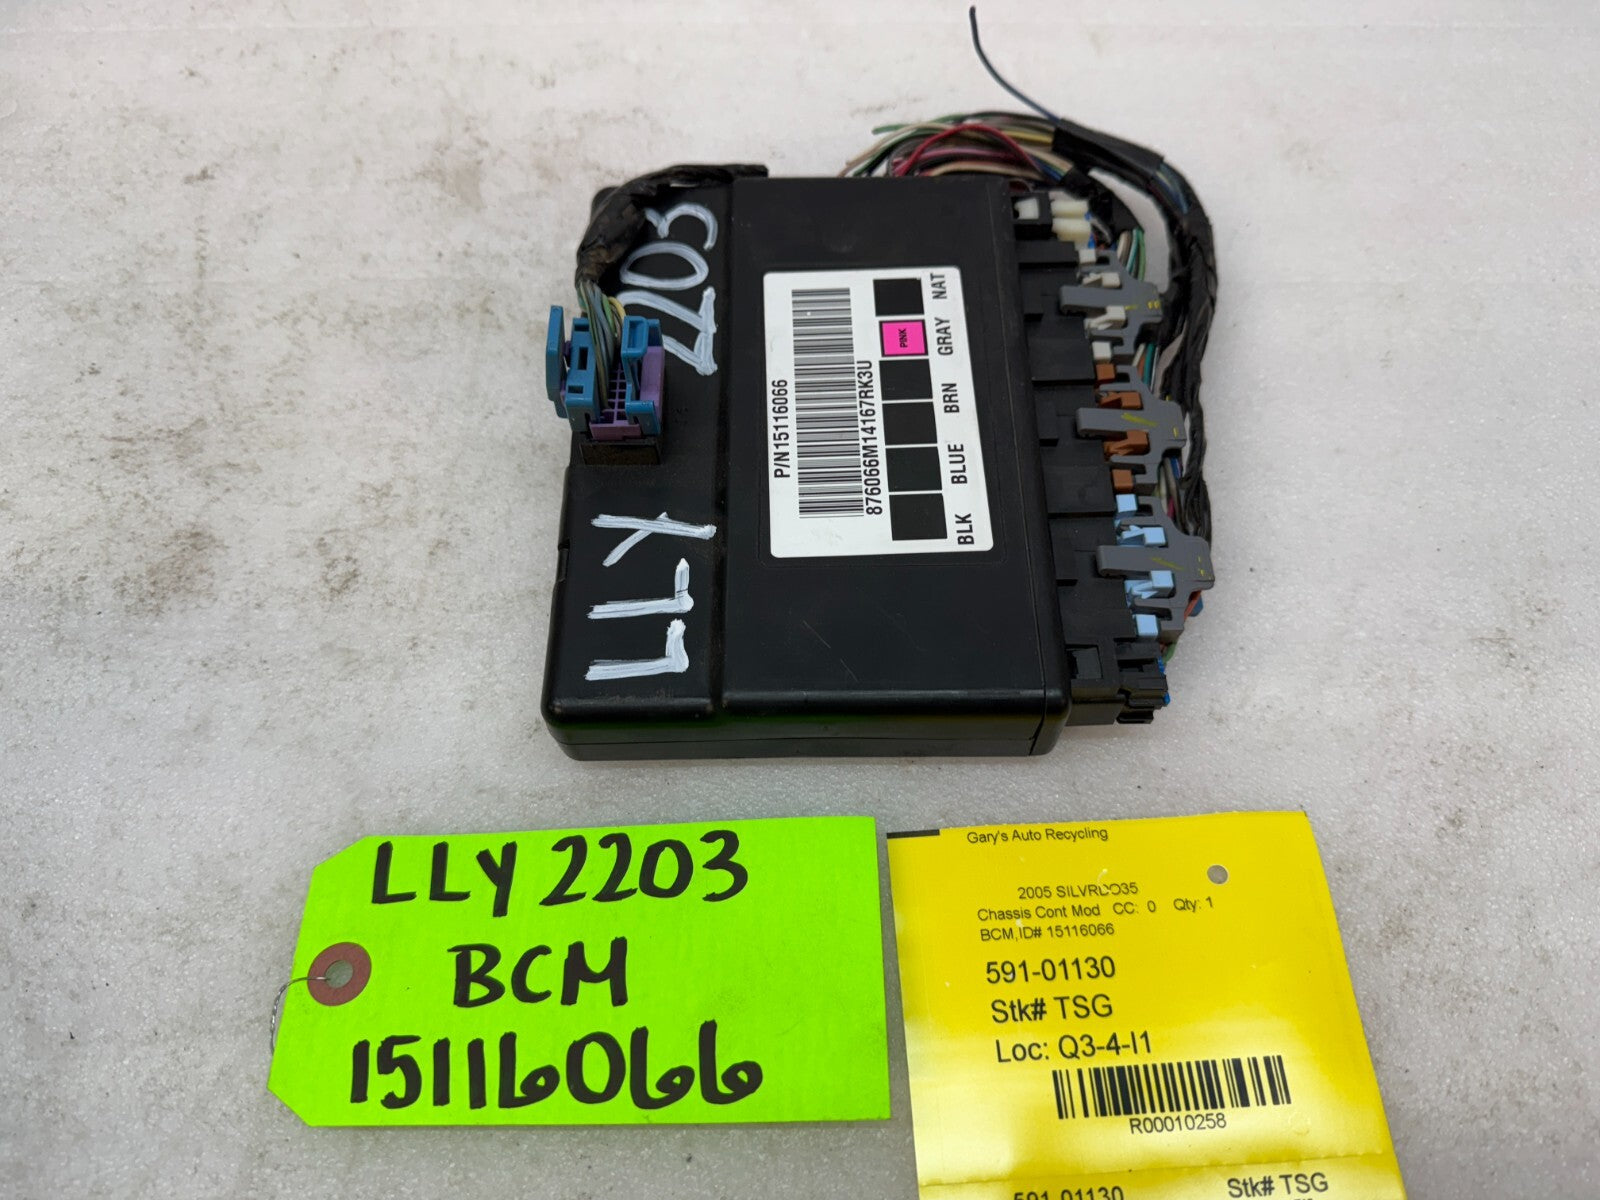 2203
LLY
P/N15116066
876066M14167RK3U
PINK
BLK BLUE BRN GRAY NAT
LLY 2203
BCM
15116066
Gary's Auto Recycling
2005 SILVRDO35
Chassis Cont Mod CC: 0 Qty: 1
BCM,ID# 15116066
591-01130
Stk# TSG
Loc: Q3-4-I1
R00010258
591-01130 Stk# TSG